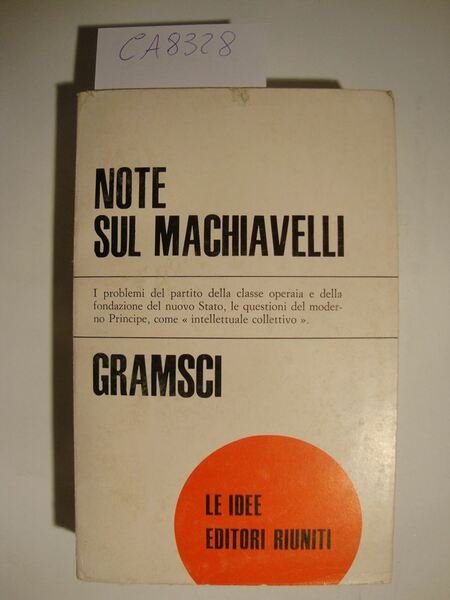 CA8328
NOTE
SUL MACHIAVELLI
I problemi del partito della classe operaia e della
fondazione del nuovo Stato, le questioni del moder-
no Principe, come « intellettuale collettivo ».
GRAMSCI
LE IDEE
EDITORI RIUNITI